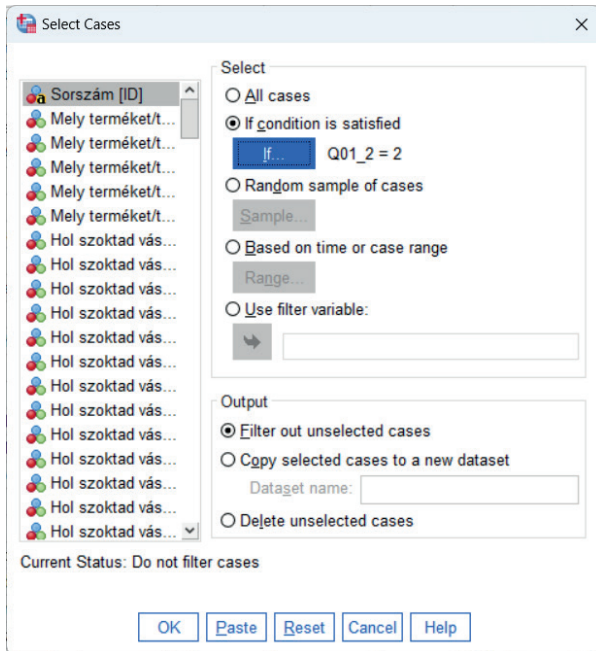 Select Cases
Sorszám [ID]
Mely terméket/t...
Mely terméket/t...
Mely terméket/t...
Mely terméket/t...
Mely terméket/t...
Hol szoktad vás...
Hol szoktad vás...
Hol szoktad vás...
Hol szoktad vás...
Hol szoktad vás...
Hol szoktad vás...
Hol szoktad vás...
Hol szoktad vás...
Hol szoktad vás...
Hol szoktad vás...
Hol szoktad vás...
Hol szoktad vás...
Hol szoktad vás...
Select
All cases
If condition is satisfied
If... Q01_2 = 2
Random sample of cases
Sample...
Based on time or case range
Range...
Use filter variable:
Output
Filter out unselected cases
Copy selected cases to a new dataset
Dataset name:
Delete unselected cases
Current Status: Do not filter cases
OK Paste Reset Cancel Help